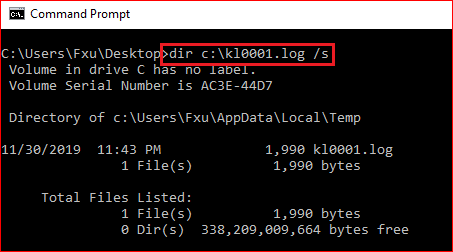 Command Prompt
C:\Users\Fxu\Desktop>dir c:\kl0001.log /s
Volume in drive C has no label.
Volume Serial Number is AC3E-44D7
Directory of c:\Users\Fxu\AppData\Local\Temp
11/30/2019  11:43 PM             1,990 kl0001.log
1 File(s)          1,990 bytes
Total Files Listed:
1 File(s)          1,990 bytes
0 Dir(s)  338,209,009,664 bytes free